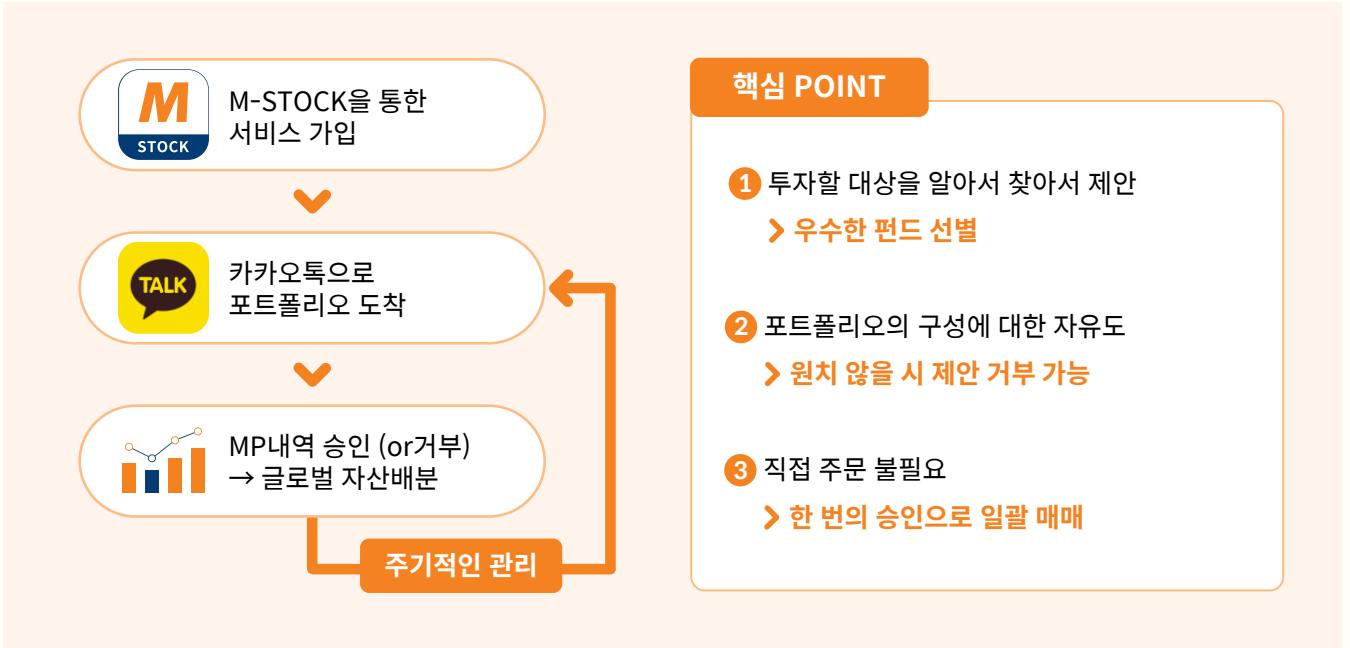 M
STOCK
M-STOCK을 통한
서비스 가입
TALK
카카오톡으로
포트폴리오 도착
MP내역 승인 (or거부)
→ 글로벌 자산배분
주기적인 관리
핵심 POINT
1 투자할 대상을 알아서 찾아서 제안
우수한 펀드 선별
2 포트폴리오의 구성에 대한 자유도
원치 않을 시 제안 거부 가능
3 직접 주문 불필요
한 번의 승인으로 일괄 매매